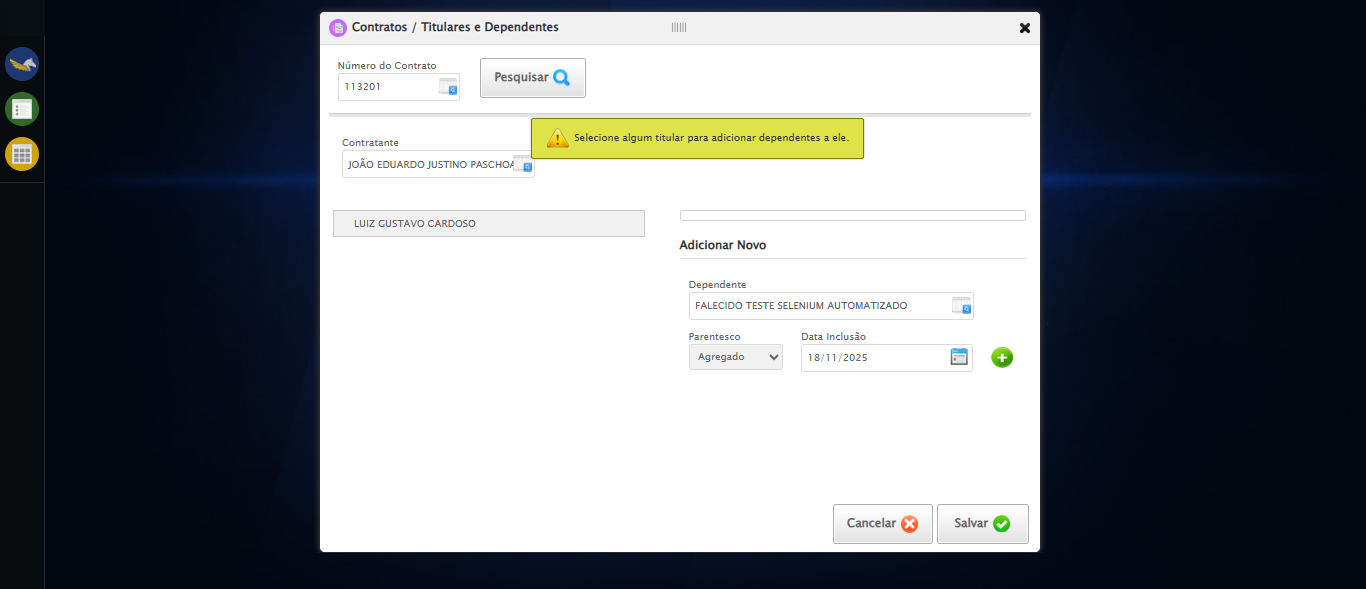 Contratos / Titulares e Dependentes
Número do Contrato
113201
Pesquisar
Selecione algum titular para adicionar dependentes a ele.
Contratante
JOÃO EDUARDO JUSTINO PASCHOA
LUIZ GUSTAVO CARDOSO
Adicionar Novo
Dependente
FALECIDO TESTE SELENIUM AUTOMATIZADO
Parentesco
Data Inclusão
Agregado
18/11/2025
Cancelar
Salvar